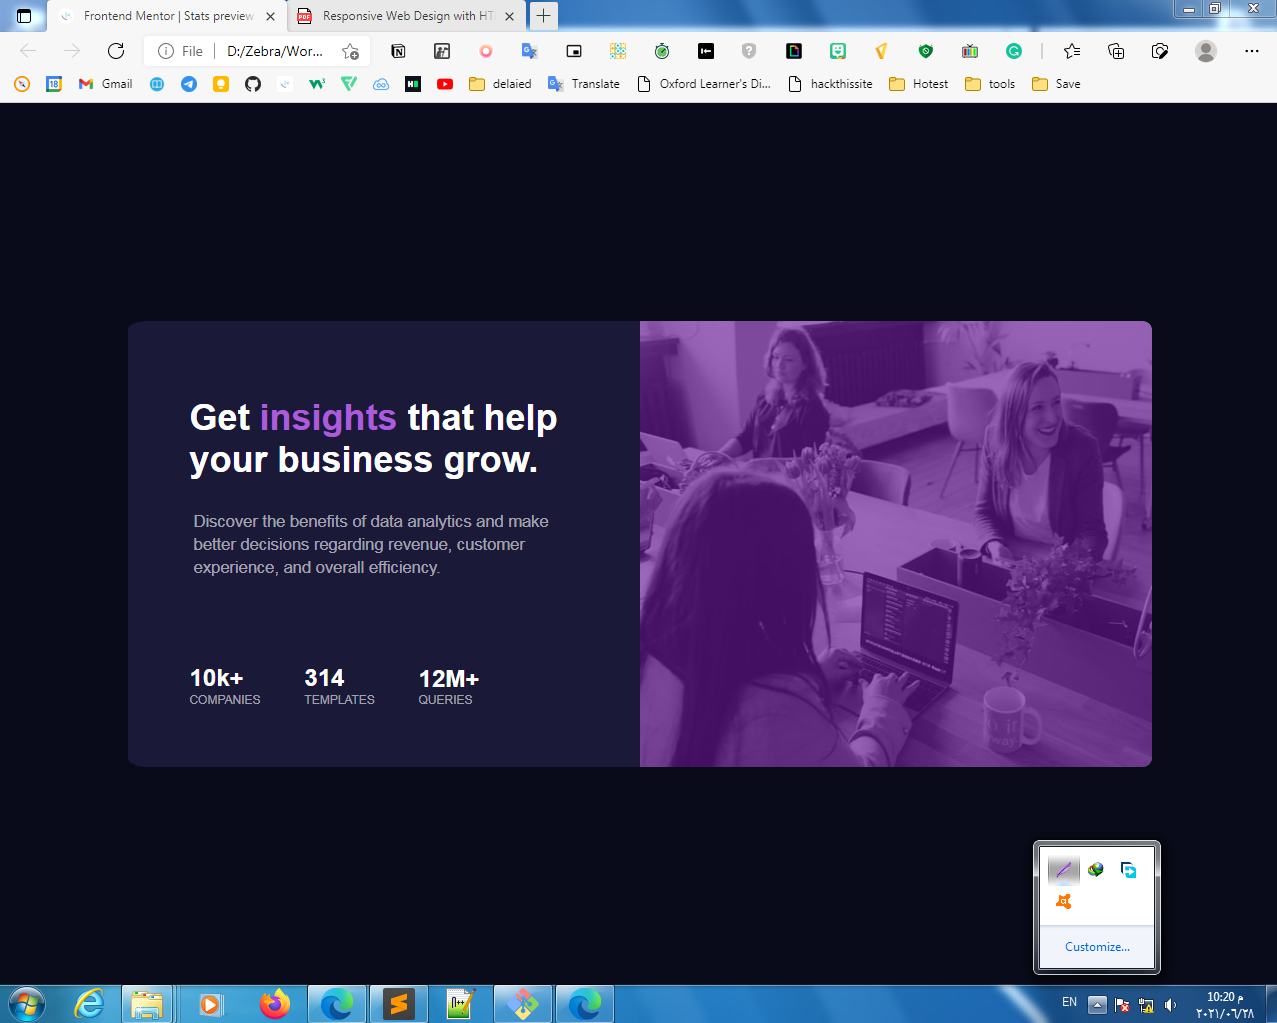 Frontend Mentor | Stats preview
Responsive Web Design with HT
File
D:/Zebra/Wor...
18
Gmail
delaied
Translate
Oxford Learner's Di...
hackthissite
Hotest
tools
Save
Get insights that help
your business grow.
Discover the benefits of data analytics and make
better decisions regarding revenue, customer
experience, and overall efficiency.
10k+
314
12M+
COMPANIES
TEMPLATES
QUERIES
Customize...
EN
10:20 م
٢٠٢١/٠٦/٢٨